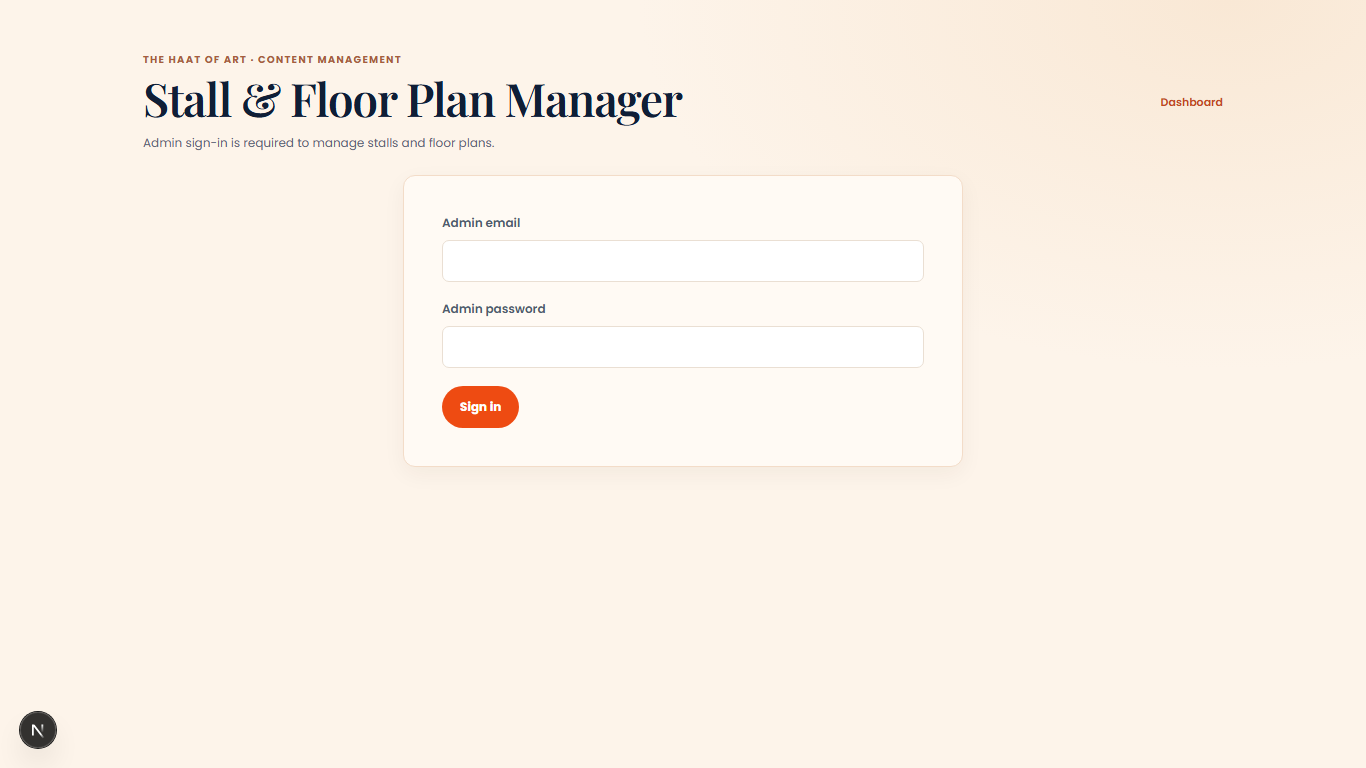 THE HAAT OF ART · CONTENT MANAGEMENT
Stall & Floor Plan Manager
Dashboard
Admin sign-in is required to manage stalls and floor plans.
Admin email
Admin password
Sign in
N